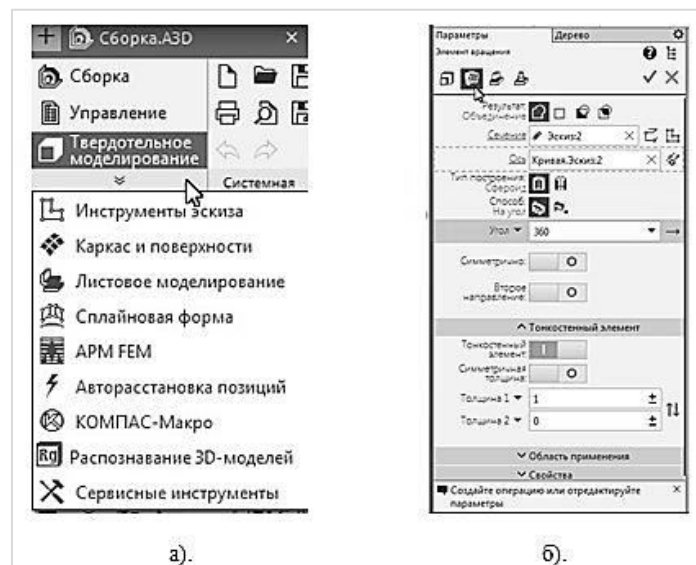 Сборка.A3D
Сборка
Управление
Твердотельное
моделирование
Системная
Инструменты эскиза
Каркас и поверхности
Листовое моделирование
Сплайновая форма
APM FEM
Авторасстановка позиций
КОМПАС-Макро
Rg Распознавание 3D-моделей
Сервисные инструменты
а).
Параметры Дерево
Элемент вращения
Результат:
Объединение
Сечения Эскиз:2
Ось Кривая.Эскиз:2
Тип построения:
Сфероид
Способ:
На угол
Угол 360
Симметрично:
Второе
направление:
Тонкостенный элемент
Тонкостенный
элемент:
Симметричная
толщина:
Толщина 1 1
Толщина 2 0
Область применения
Свойства
Создайте операцию или отредактируйте
параметры
б).